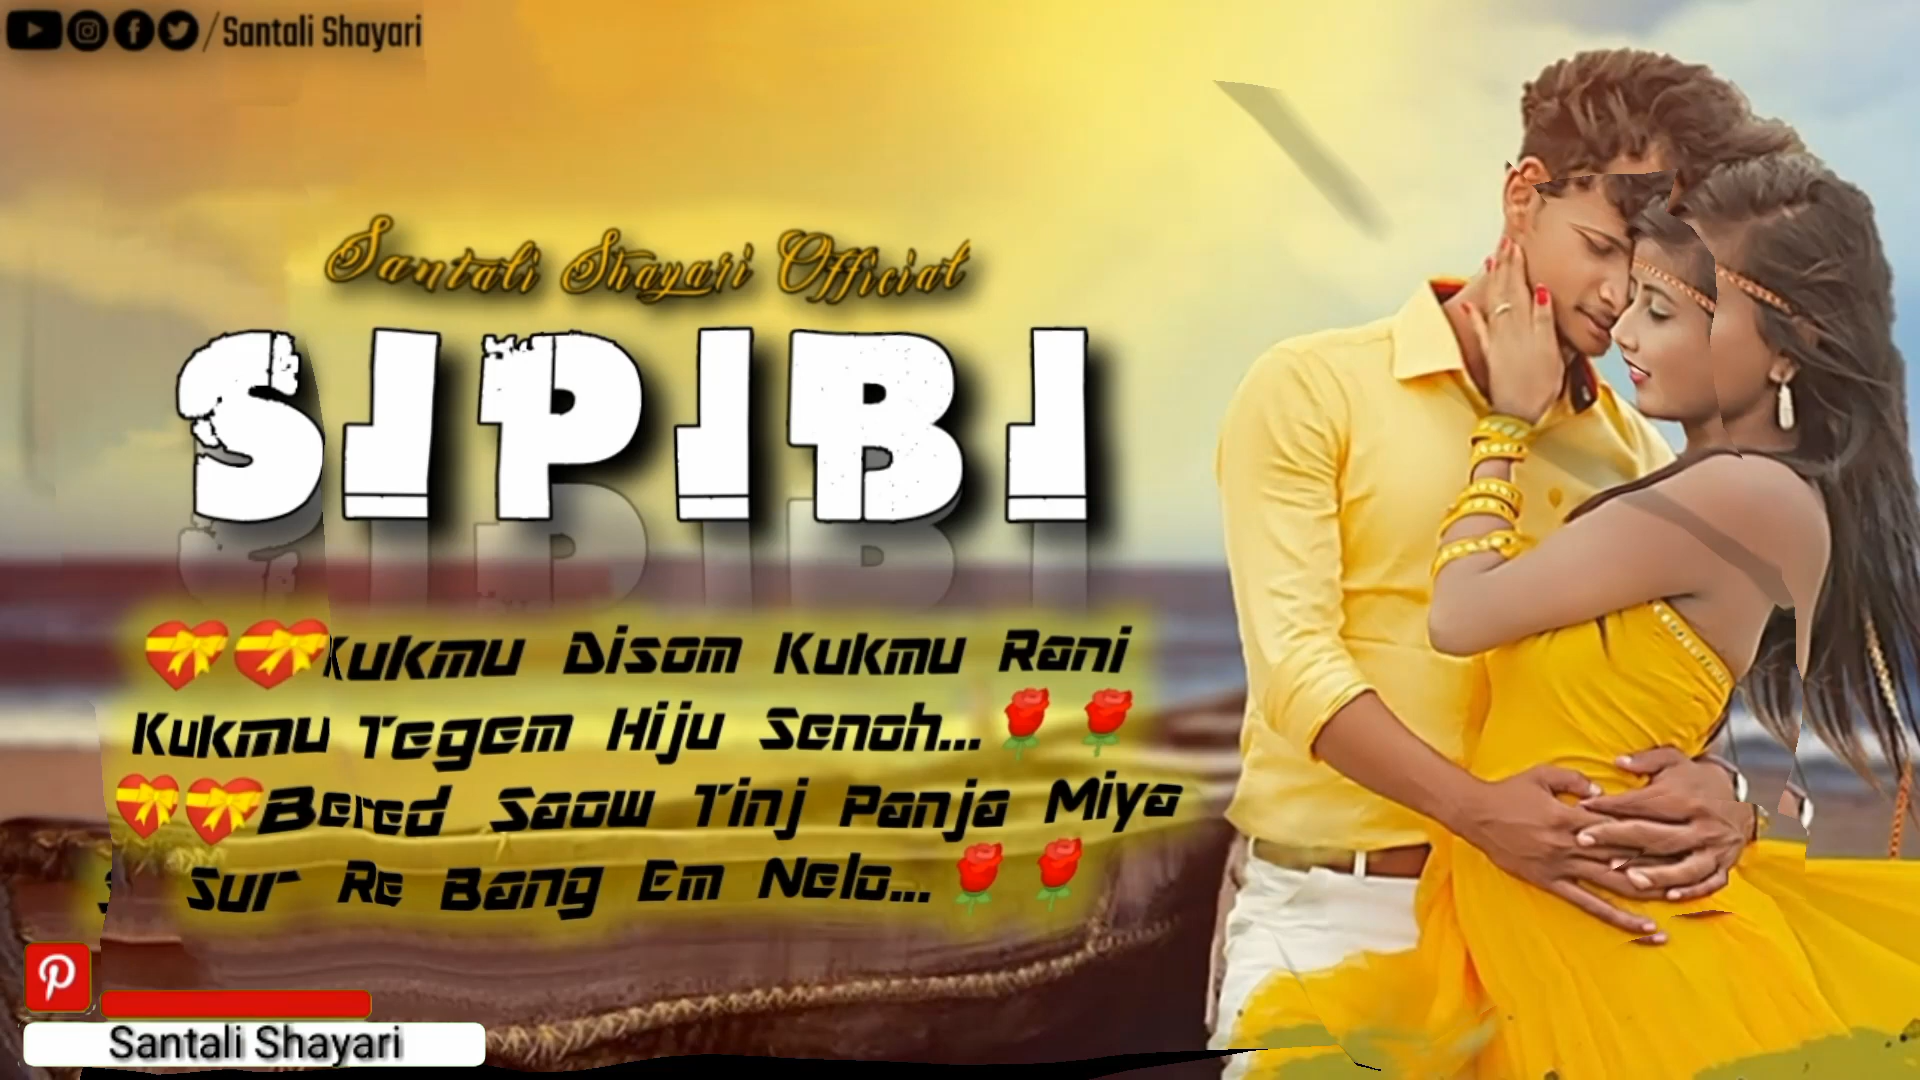 /Santali Shayari
Santali Shayari Official
SIPIBI
Kukmu Disom Kukmu Rani
Kukmu Tegem Hiju Senoh...
Bered Saow Tinj Panja Miya
Sur Re Bang Em Nelo...
Santali Shayari